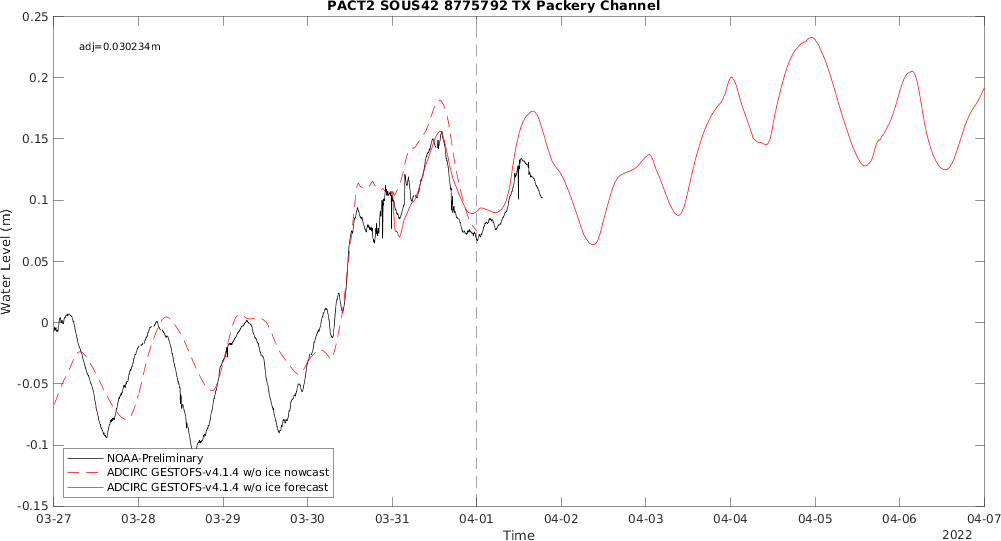 PACT2 SOUS42 8775792 TX Packery Channel
0.25
adj=0.030234m
0.2
0.15
0.1
0.05
0
-0.05
-0.1
-0.15
Water Level (m)
NOAA-Preliminary
ADCIRC GESTOFS-v4.1.4 w/o ice nowcast
ADCIRC GESTOFS-v4.1.4 w/o ice forecast
03-27 03-28 03-29 03-30 03-31 04-01 04-02 04-03 04-04 04-05 04-06 04-07
Time
2022